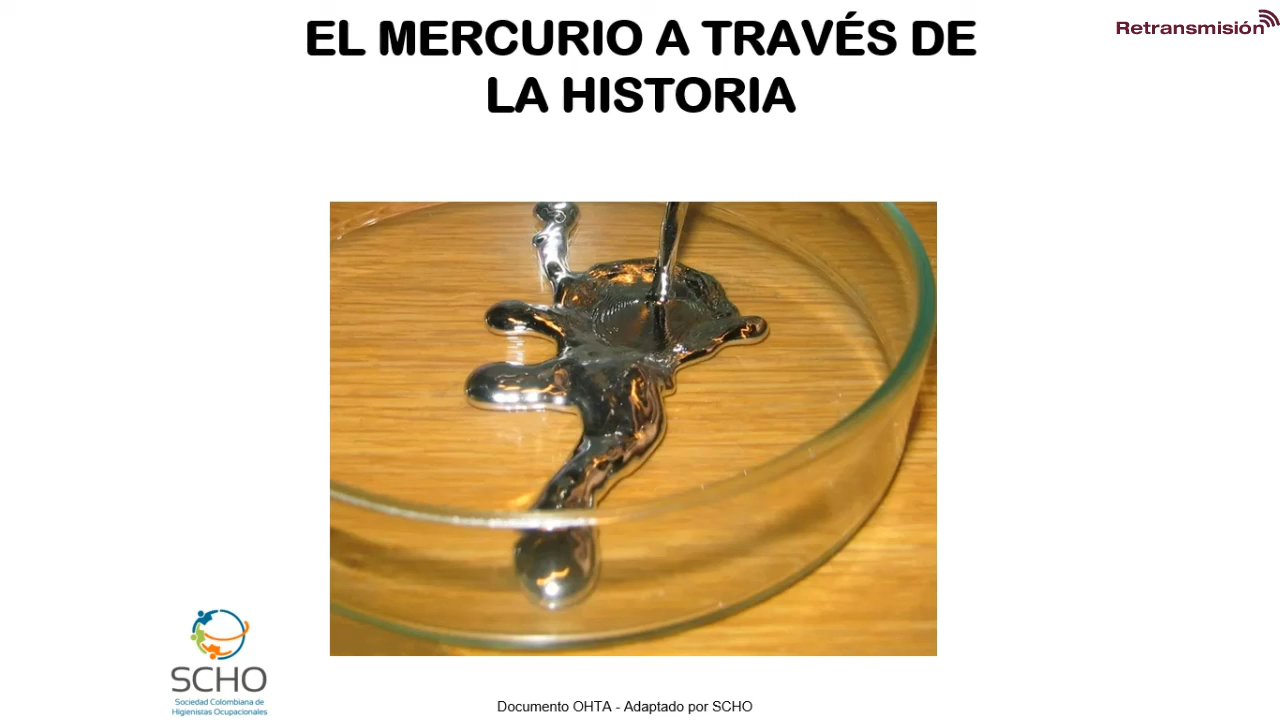 EL MERCURIO A TRAVÉS DE
LA HISTORIA
Retransmisión
SCHO
Sociedad Colombiana de
Higienistas Ocupacionales
Documento OHTA - Adaptado por SCHO